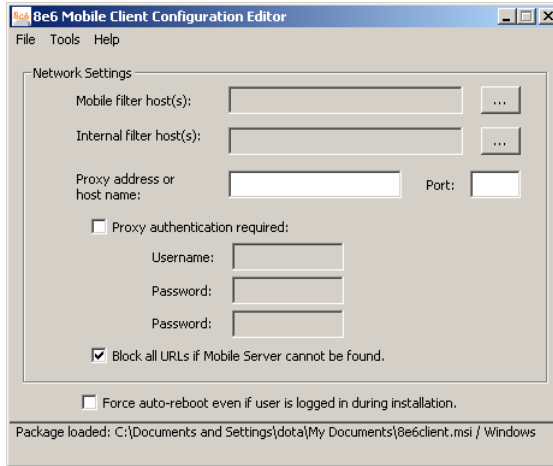 8e6 8e6 Mobile Client Configuration Editor
File Tools Help
Network Settings
Mobile filter host(s): ...
Internal filter host(s): ...
Proxy address or
host name: Port:
Proxy authentication required:
Username:
Password:
Password:
Block all URLs if Mobile Server cannot be found.
Force auto-reboot even if user is logged in during installation.
Package loaded: C:\Documents and Settings\dota\My Documents\8e6client.msi / Windows